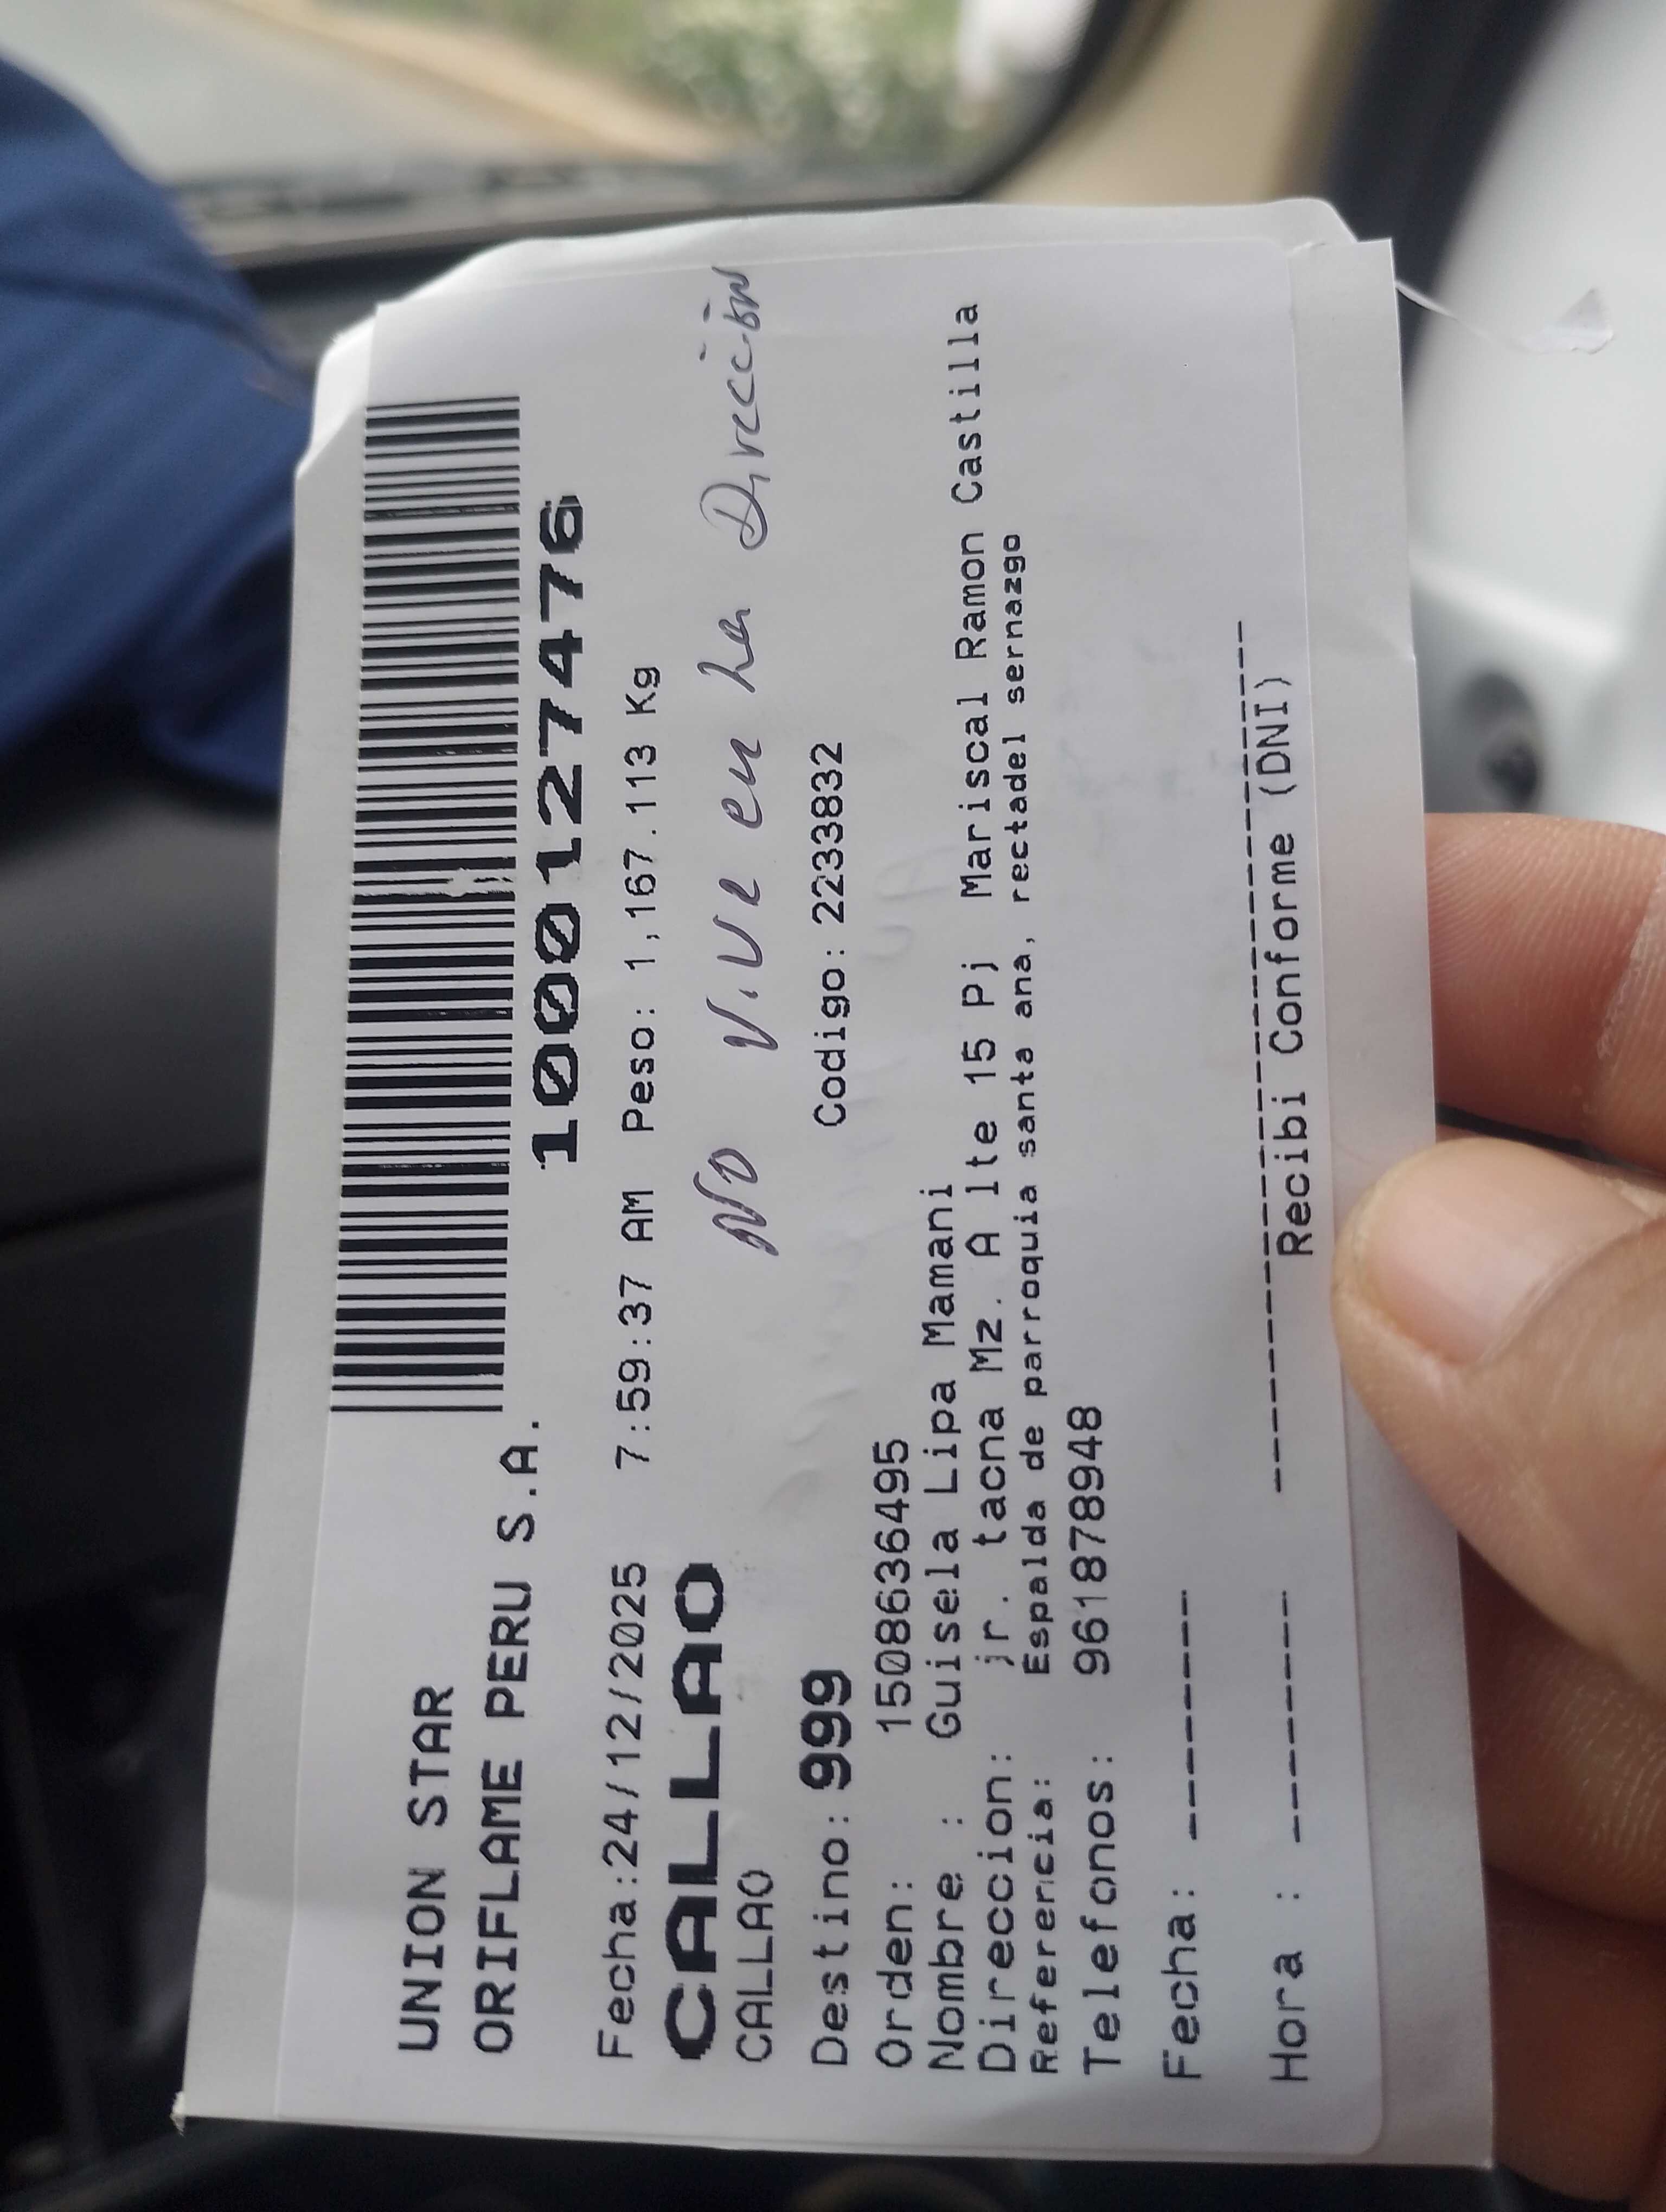 UNION STAR
ORIFLAME PERU S.A.
100127476
Fecha:24/12/2025 7:59:37 AM Peso: 1,167.113 Kg
CALLAO
CALLAO
No vive en La Dirección
Destino: 999 Codigo: 2233832
Orden: 1508636495
Nombre : Guisela Lipa Mamani
Direccion: jr. tacna Mz. A lte 15 Pj Mariscal Ramon Castilla
Referencia: Espalda de parroquia santa ana, rectadel sernazgo
Telefonos: 961878948
Fecha: --------
Hora : --------
Recibi Conforme (DNI)